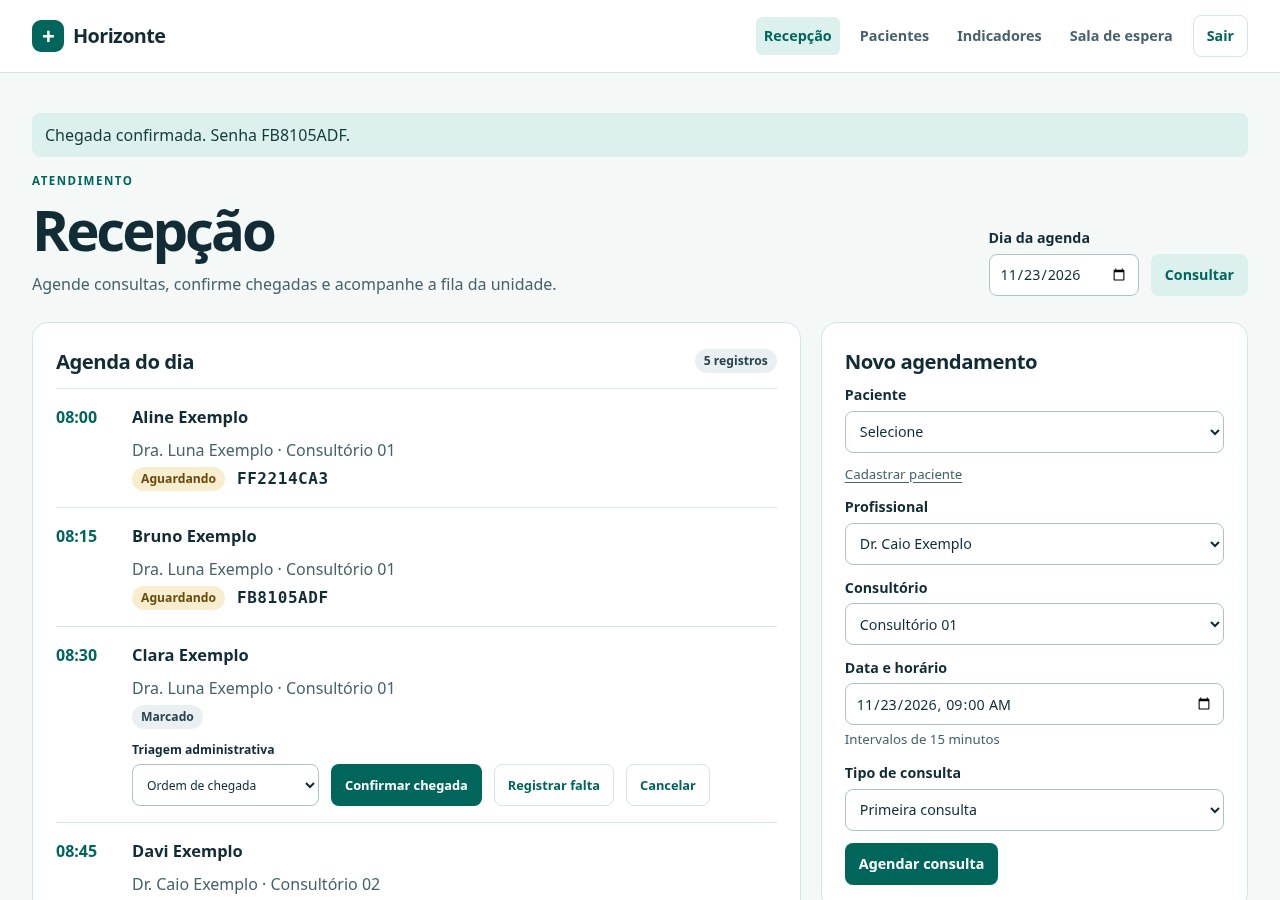 + Horizonte
Recepção
Pacientes
Indicadores
Sala de espera
Sair
Chegada confirmada. Senha FB8105ADF.
ATENDIMENTO
Recepção
Agende consultas, confirme chegadas e acompanhe a fila da unidade.
Dia da agenda
11/23/2026
Consultar
Agenda do dia
5 registros
08:00
Aline Exemplo
Dra. Luna Exemplo · Consultório 01
Aguardando
FF2214CA3
08:15
Bruno Exemplo
Dra. Luna Exemplo · Consultório 01
Aguardando
FB8105ADF
08:30
Clara Exemplo
Dra. Luna Exemplo · Consultório 01
Marcado
Triagem administrativa
Ordem de chegada
Confirmar chegada
Registrar falta
Cancelar
08:45
Davi Exemplo
Dr. Caio Exemplo · Consultório 02
Novo agendamento
Paciente
Selecione
Cadastrar paciente
Profissional
Dr. Caio Exemplo
Consultório
Consultório 01
Data e horário
11/23/2026, 09:00 AM
Intervalos de 15 minutos
Tipo de consulta
Primeira consulta
Agendar consulta